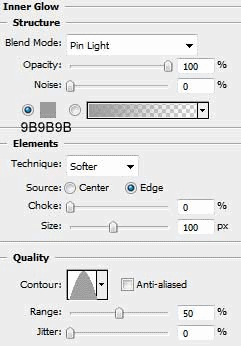 Inner Glow
Structure
Blend Mode: Pin Light
Opacity: 100 %
Noise: 0 %
9B9B9B
Elements
Technique: Softer
Source: Center Edge
Choke: 0 %
Size: 100 px
Quality
Contour: Anti-aliased
Range: 50 %
Jitter: 0 %